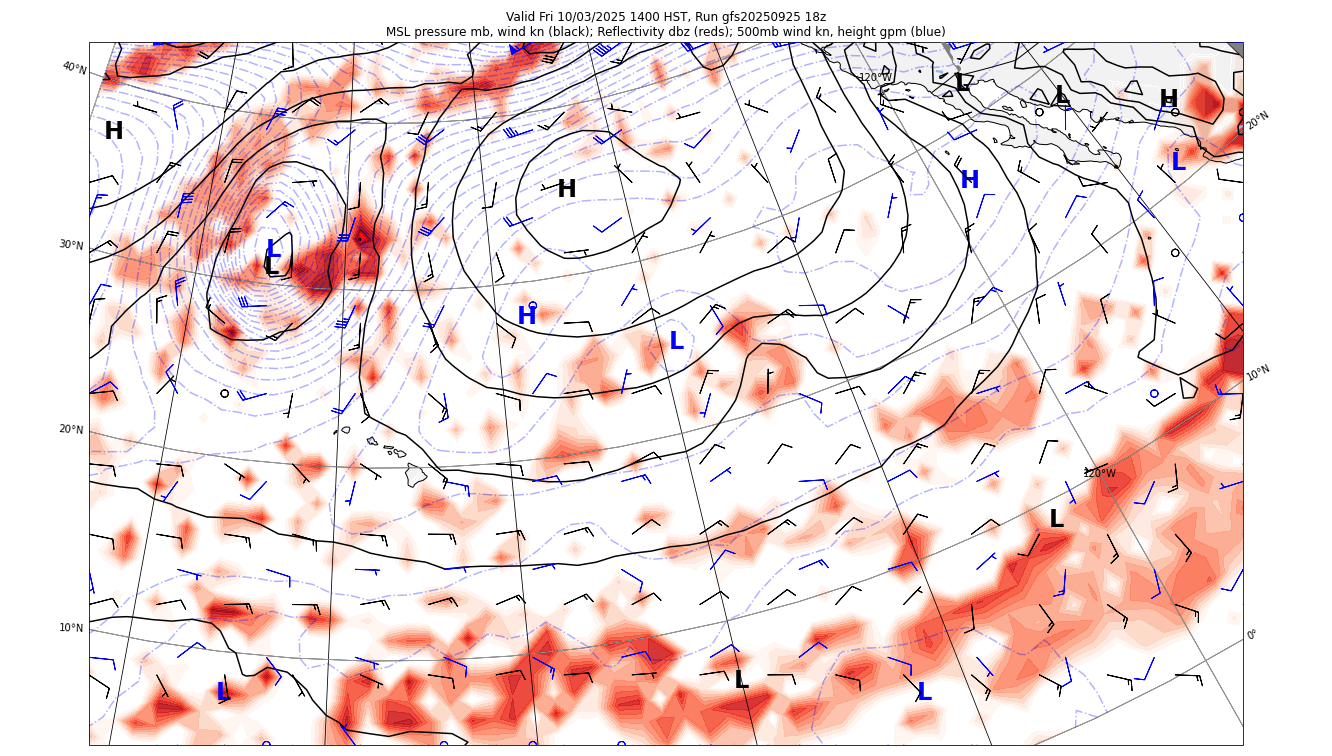 Valid Fri 10/03/2025 1400 HST, Run gfs20250925 18z
MSL pressure mb, wind kn (black); Reflectivity dbz (reds); 500mb wind kn, height gpm (blue)
40°N
120°W
L
L
H
20°N
H
L
H
H
L
L
30°N
H
L
10°N
20°N
120°W
L
10°N
0°
L
L
L